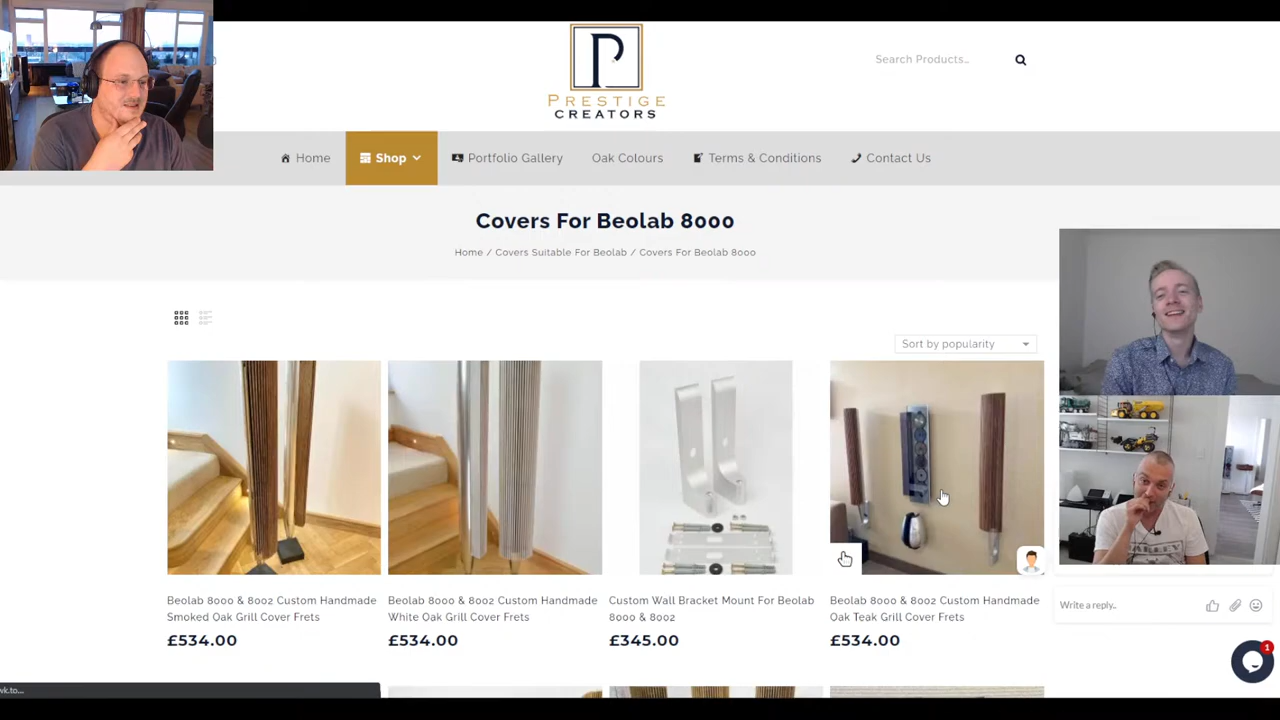 P
PRESTIGE
CREATORS
Search Products...
Home
Shop
Portfolio Gallery
Oak Colours
Terms & Conditions
Contact Us
Covers For Beolab 8000
Home / Covers Suitable For Beolab / Covers For Beolab 8000
Sort by popularity
Beolab 8000 & 8002 Custom Handmade
Smoked Oak Grill Cover Frets
£534.00
Beolab 8000 & 8002 Custom Handmade
White Oak Grill Cover Frets
£534.00
Custom Wall Bracket Mount For Beolab
8000 & 8002
£345.00
Beolab 8000 & 8002 Custom Handmade
Oak Teak Grill Cover Frets
£534.00
Write a reply..
1
wk.to...